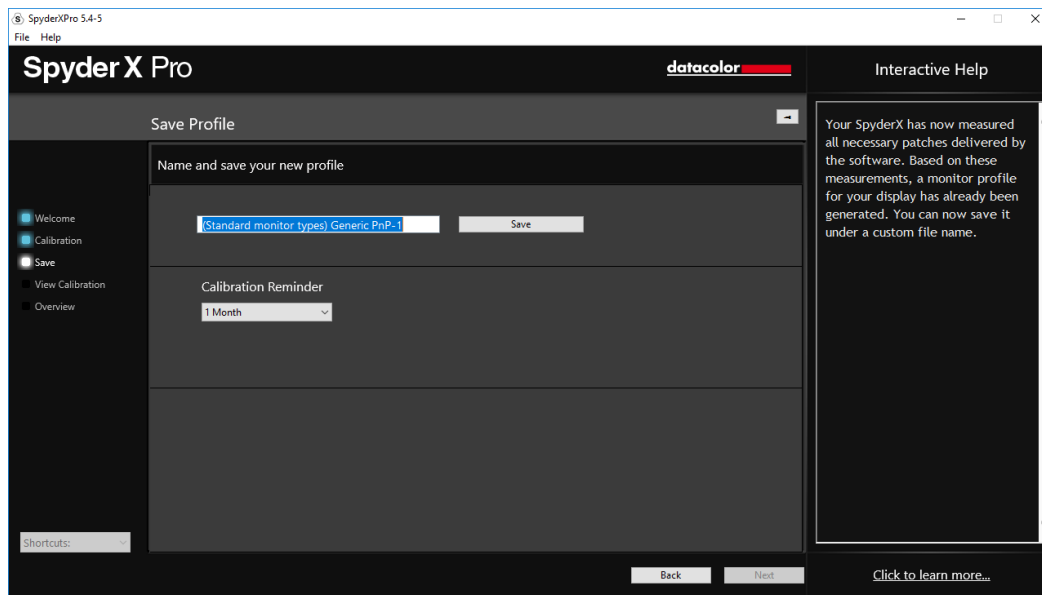 SpyderXPro 5.4-5
File Help
Spyder X Pro
datacolor
Interactive Help
Save Profile
Name and save your new profile
Welcome
Calibration
Save
View Calibration
Overview
(Standard monitor types) Generic PnP-1
Save
Calibration Reminder
1 Month
Shortcuts:
Back
Next
Your SpyderX has now measured
all necessary patches delivered by
the software. Based on these
measurements, a monitor profile
for your display has already been
generated. You can now save it
under a custom file name.
Click to learn more...